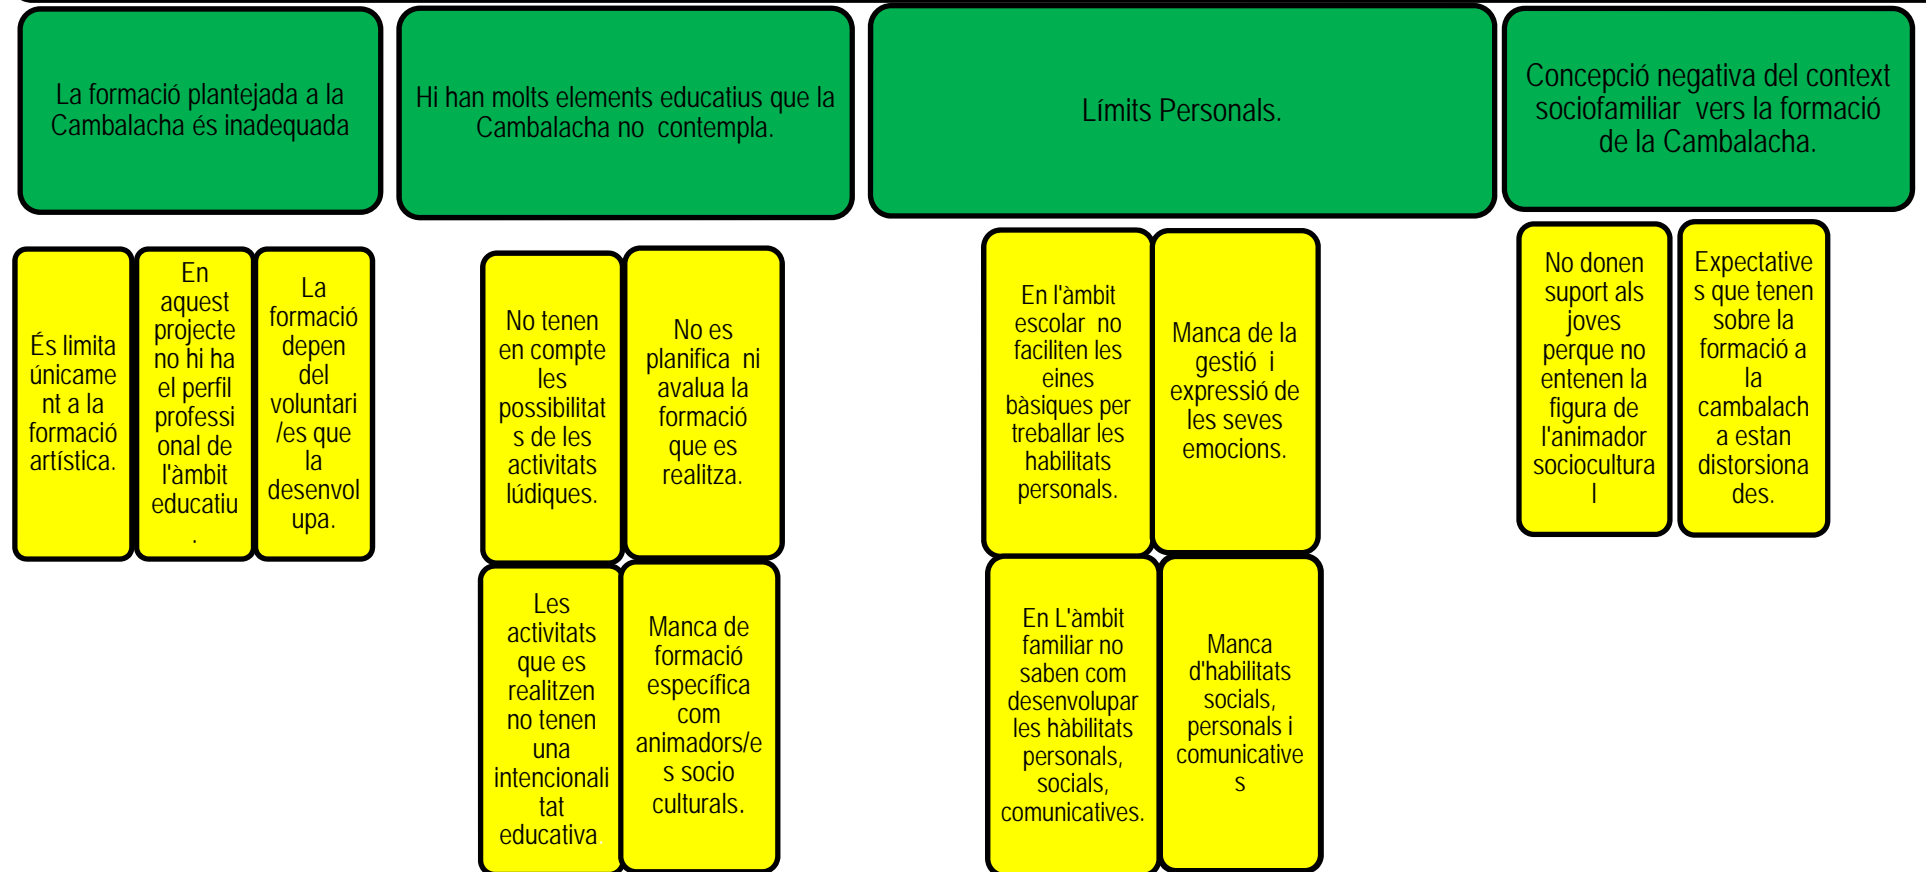 La formació plantejada a la
Cambalacha és inadequada
Hi han molts elements educatius que la
Cambalacha no contempla.
Límits Personals.
Concepció negativa del context
sociofamiliar vers la formació
de la Cambalacha.
És limita
únicame
nt a la
formació
artística.
En
aquest
projecte
no hi ha
el perfil
professi
onal de
l'àmbit
educatiu
.
La
formació
depen
del
voluntari
/es que
la
desenvol
upa.
No tenen
en compte
les
possibilitat
s de les
activitats
lúdiques.
No es
planifica ni
avalua la
formació
que es
realitza.
Les
activitats
que es
realitzen
no tenen
una
intencionali
tat
educativa
Manca de
formació
específica
com
animadors/e
s socio
culturals.
En l'àmbit
escolar no
faciliten les
eines
bàsiques per
treballar les
habilitats
personals.
Manca de la
gestió i
expressió de
les seves
emocions.
En L'àmbit
familiar no
saben com
desenvolupar
les hàbilitats
personals,
socials,
comunicatives.
Manca
d'habilitats
socials,
personals i
comunicative
s
No donen
suport als
joves
perque no
entenen la
figura de
l'animador
sociocultura
l
Expectative
s que tenen
sobre la
formació a
la
cambalach
a estan
distorsiona
des.